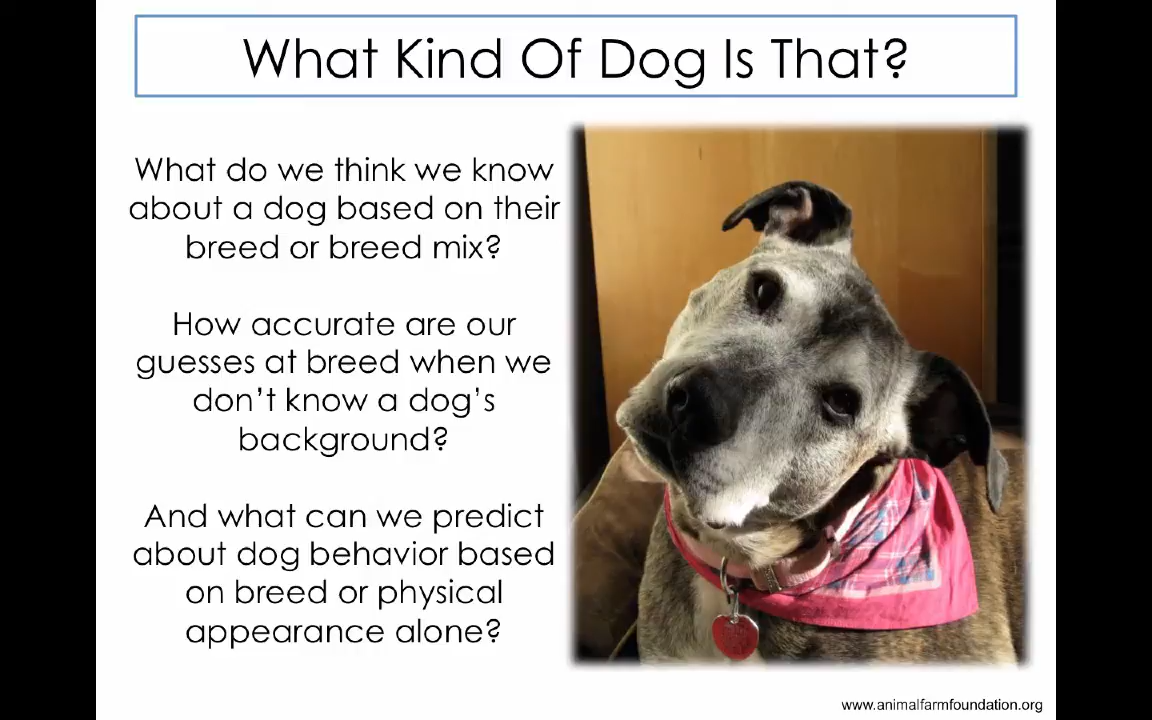 What Kind Of Dog Is That?
What do we think we know
about a dog based on their
breed or breed mix?
How accurate are our
guesses at breed when we
don't know a dog's
background?
And what can we predict
about dog behavior based
on breed or physical
appearance alone?
www.animalfarmfoundation.org